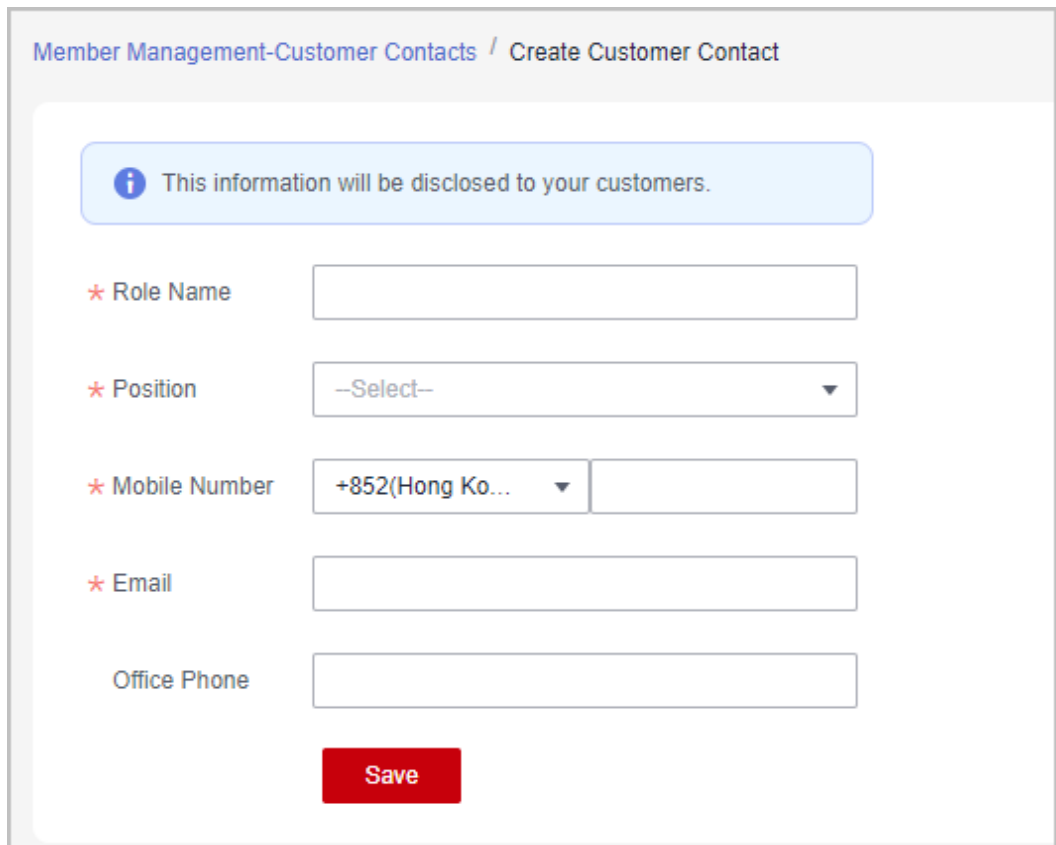 Member Management-Customer Contacts / Create Customer Contact
This information will be disclosed to your customers.
* Role Name
* Position --Select--
* Mobile Number +852(Hong Ko...
* Email
Office Phone
Save